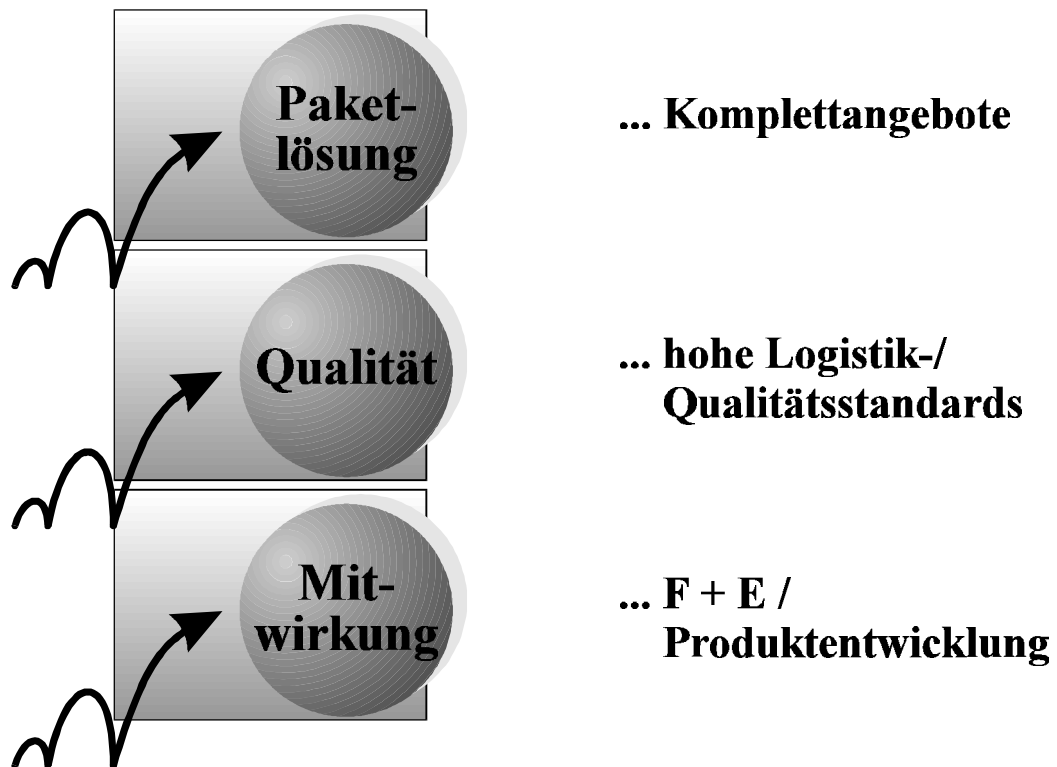 Paket-
lösung
... Komplettangebote
Qualität
... hohe Logistik-/
Qualitätsstandards
Mit-
wirkung
... F + E /
Produktentwicklung